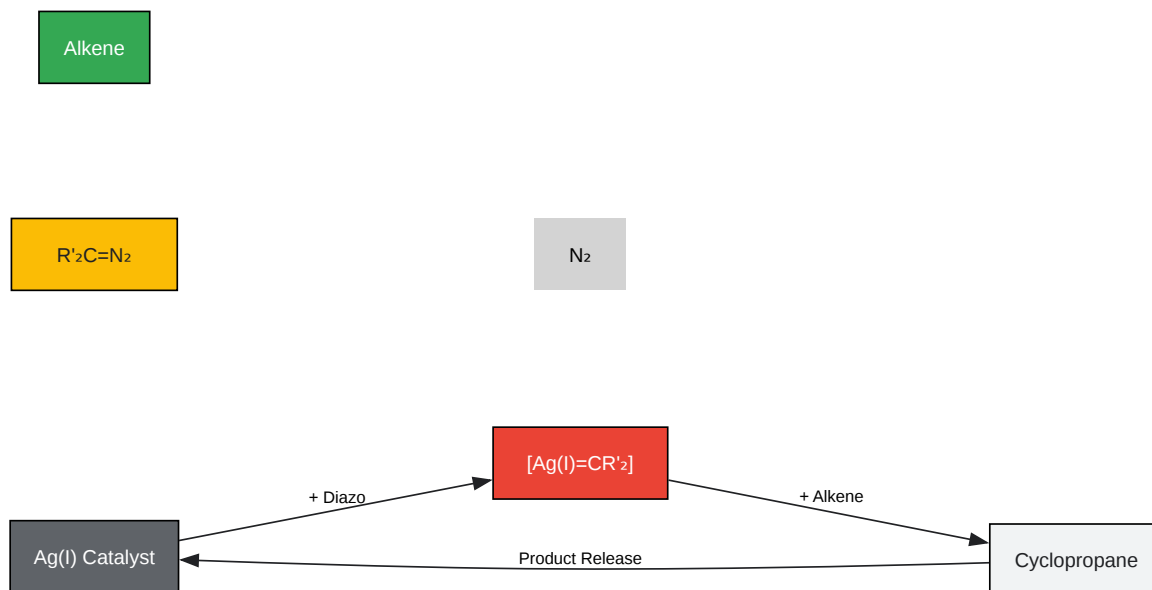 Alkene
R'₂C=N₂
N₂
[Ag(I)=CR'₂]
+ Diazo
+ Alkene
Ag(I) Catalyst
Product Release
Cyclopropane